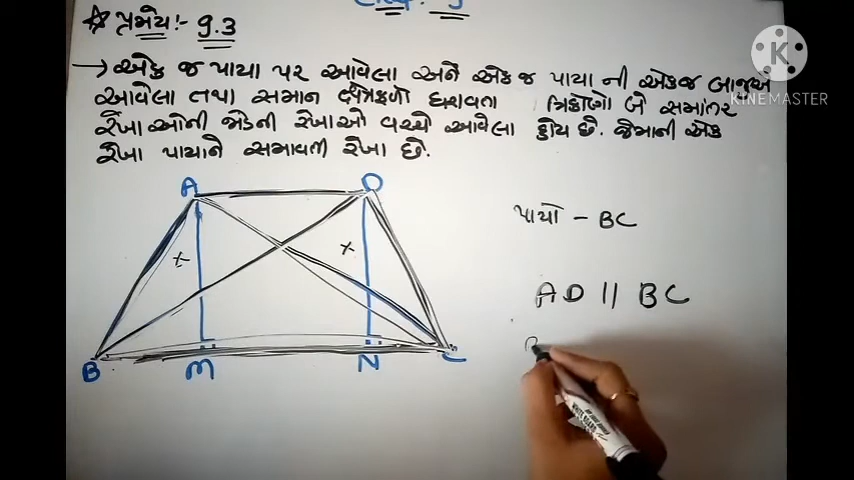 ☆ પ્રમેય:- 9.3
→ એક જ પાયા પર આવેલા અને એકજ પાયા ની એકજ બાજુએ
આવેલા તથા સમાન ક્ષેત્રફળો ધરાવતા ત્રિકોણો બે સમાંતર
રેખાઓની જોડની રેખાઓ વચ્ચે આવેલા હોય છે. જેમાની એક
રેખા પાયાને સમાવતી રેખા છે.
A D
પાયો - BC
AD || BC
B M N C
KINEMASTER